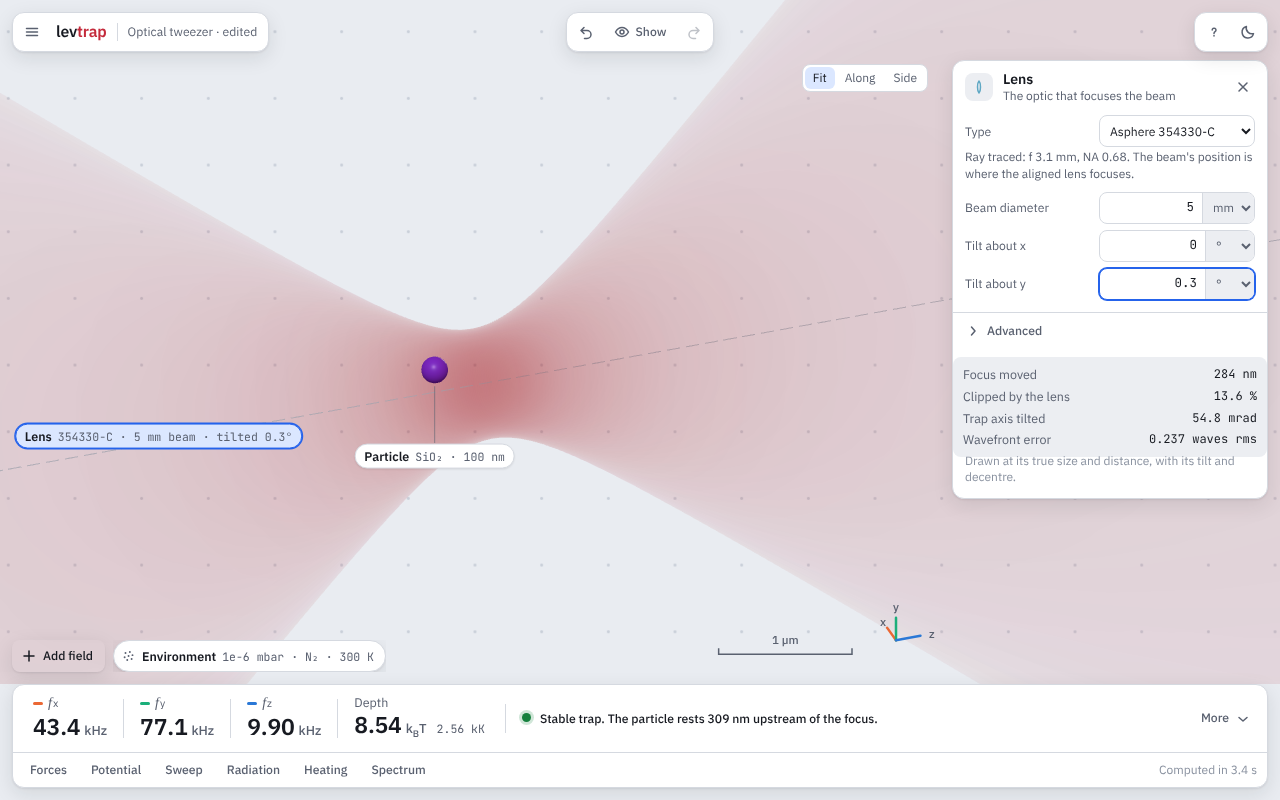 levtrap
Optical tweezer · edited
Show
?
Fit
Along
Side
Lens
The optic that focuses the beam
Type
Asphere 354330-C
Ray traced: f 3.1 mm, NA 0.68. The beam's position is
where the aligned lens focuses.
Beam diameter
5
mm
Tilt about x
0
°
Tilt about y
0.3
°
Advanced
Focus moved
284 nm
Clipped by the lens
13.6 %
Trap axis tilted
54.8 mrad
Wavefront error
0.237 waves rms
Drawn at its true size and distance, with its tilt and
decentre.
Lens 354330-C · 5 mm beam · tilted 0.3°
Particle SiO₂ · 100 nm
1 µm
y
x
z
Add field
Environment 1e-6 mbar · N₂ · 300 K
fx
43.4 kHz
fy
77.1 kHz
fz
9.90 kHz
Depth
8.54 k_BT 2.56 kK
Stable trap. The particle rests 309 nm upstream of the focus.
More
Forces
Potential
Sweep
Radiation
Heating
Spectrum
Computed in 3.4 s